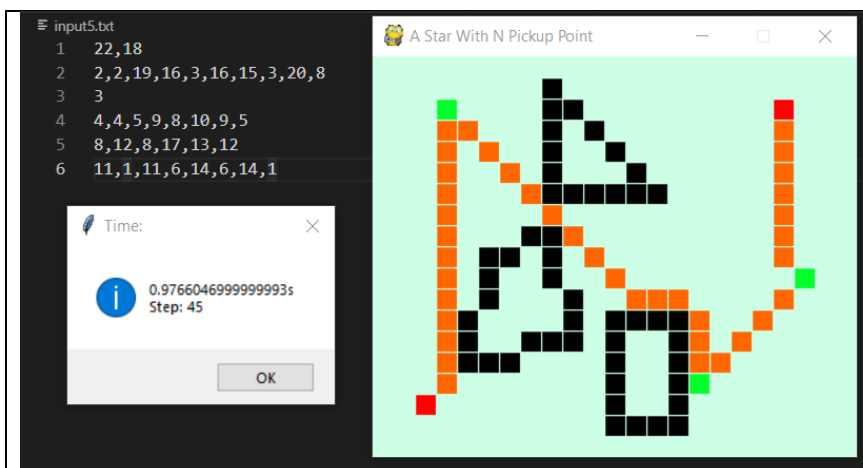 input5.txt
1 22,18
2 2,2,19,16,3,16,15,3,20,8
3 3
4 4,4,5,9,8,10,9,5
5 8,12,8,17,13,12
6 11,1,11,6,14,6,14,1
A Star With N Pickup Point
Time:
0.9766046999999993s
Step: 45
OK